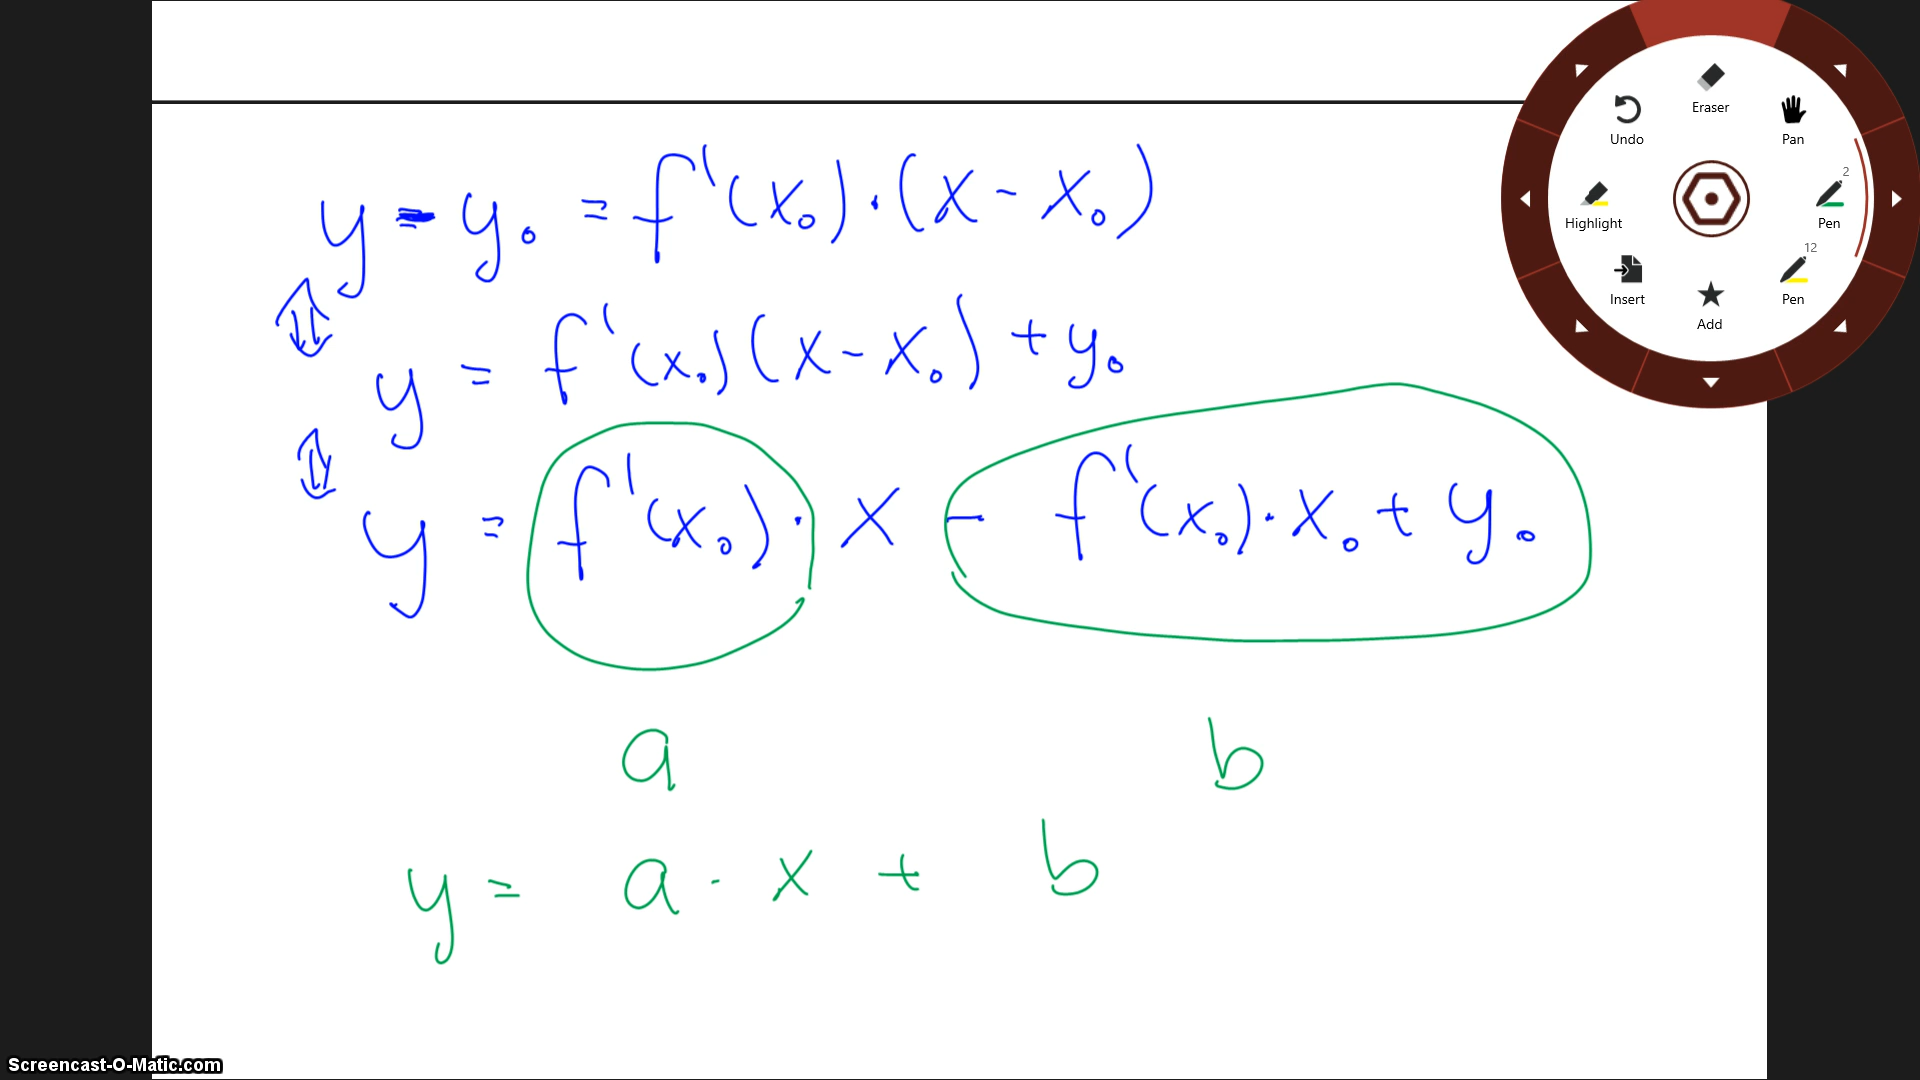 y - y₀ = f'(x₀) · (x - x₀)
⇕
y = f'(x₀)(x - x₀) + y₀
⇕
y = f'(x₀) · x - f'(x₀) · x₀ + y₀
a b
y = a · x + b
Eraser
Undo
Pan
2
Highlight
Pen
12
Insert
Pen
Add
Screencast-O-Matic.com